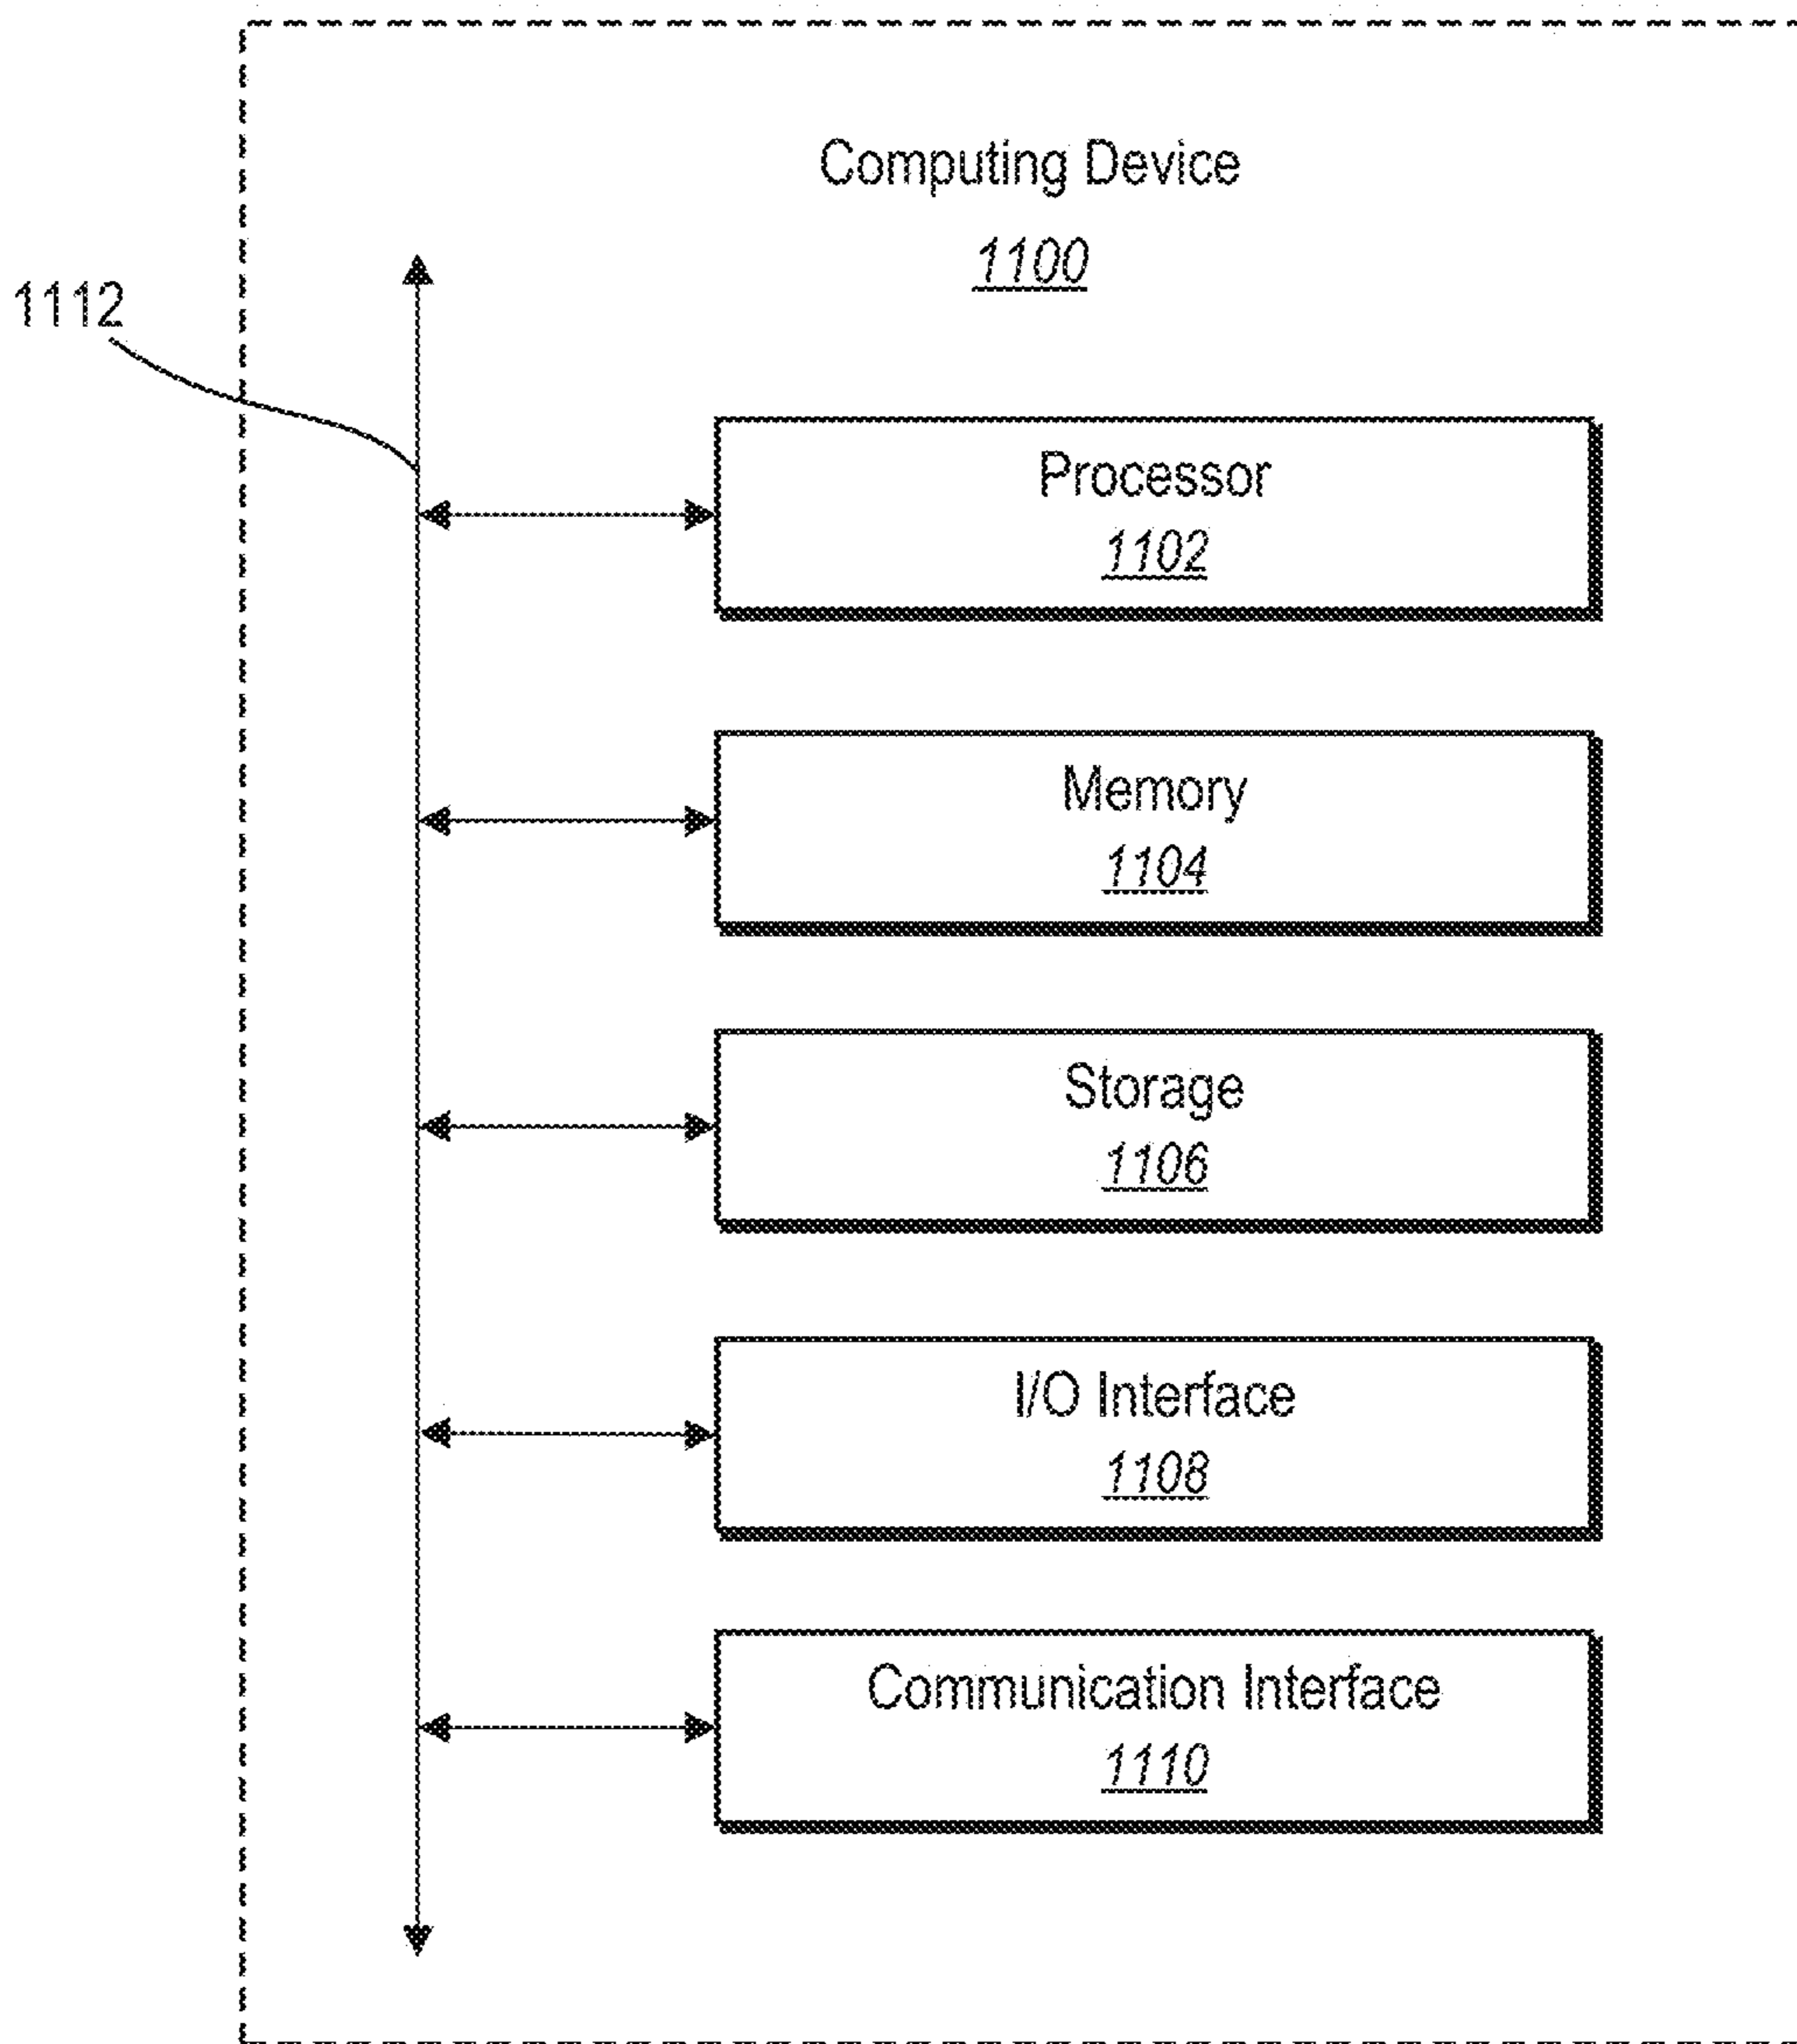 Computing Device
1100
1112
Processor
1102
Memory
1104
Storage
1106
I/O Interface
1108
Communication Interface
1110